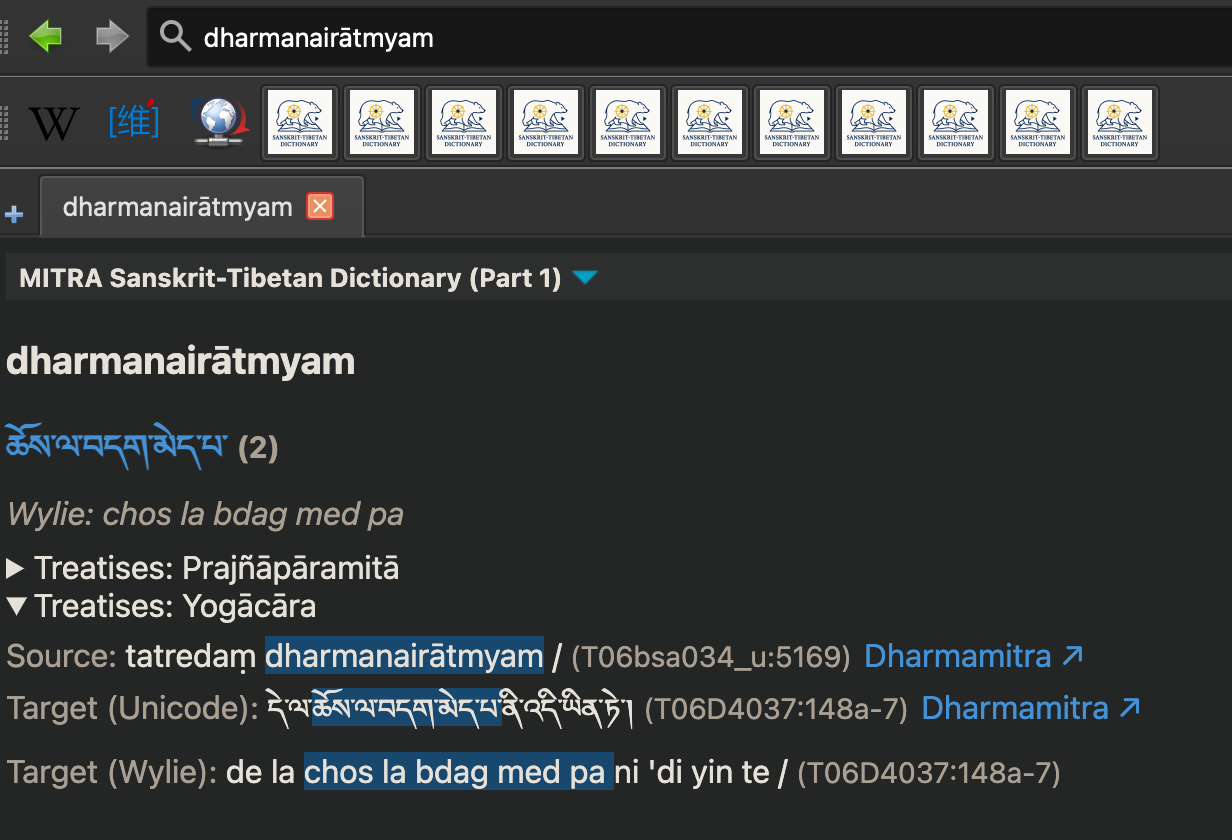 dharmanairātmyam
W [维] SANSKRIT-TIBETAN DICTIONARY SANSKRIT-TIBETAN DICTIONARY SANSKRIT-TIBETAN DICTIONARY SANSKRIT-TIBETAN DICTIONARY SANSKRIT-TIBETAN DICTIONARY SANSKRIT-TIBETAN DICTIONARY SANSKRIT-TIBETAN DICTIONARY SANSKRIT-TIBETAN DICTIONARY SANSKRIT-TIBETAN DICTIONARY SANSKRIT-TIBETAN DICTIONARY SANSKRIT-TIBETAN DICTIONARY
dharmanairātmyam
MITRA Sanskrit-Tibetan Dictionary (Part 1)
dharmanairātmyam
ཆོས་ལ་བདག་མེད་པ་ (2)
Wylie: chos la bdag med pa
▶ Treatises: Prajñāpāramitā
▼ Treatises: Yogācāra
Source: tatredaṃ dharmanairātmyam / (T06bsa034_u:5169) Dharmamitra ↗
Target (Unicode): དེ་ལ་ཆོས་ལ་བདག་མེད་པ་ནི་འདི་ཡིན་ཏེ། (T06D4037:148a-7) Dharmamitra ↗
Target (Wylie): de la chos la bdag med pa ni 'di yin te / (T06D4037:148a-7)